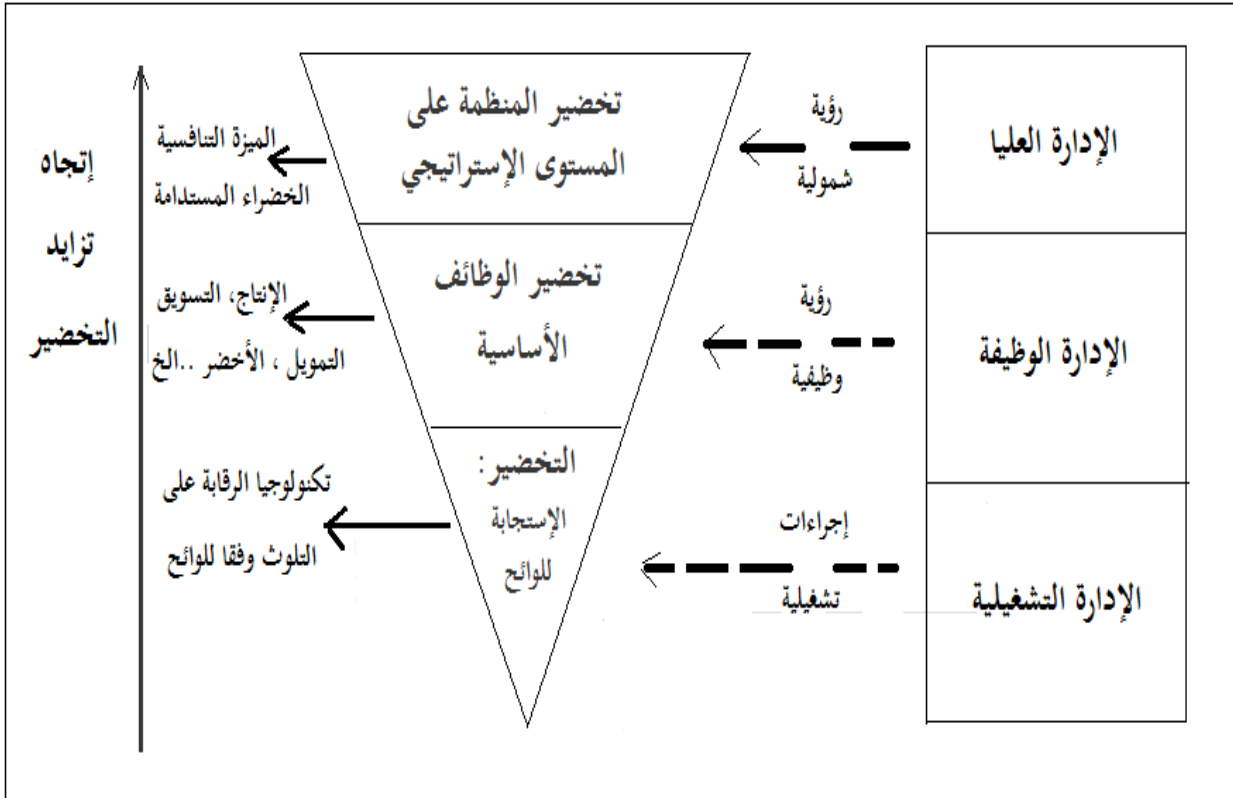 الإدارة العليا
رؤية
شمولية
تخضير المنظمة على
المستوى الإستراتيجي
الميزة التنافسية
الخضراء المستدامة
الإدارة الوظيفة
رؤية
وظيفية
تخضير الوظائف
الأساسية
الإنتاج، التسويق
التمويل ، الأخضر ..الخ
الإدارة التشغيلية
إجراءات
تشغيلية
التخضير :
الإستجابة
للوائح
تكنولوجيا الرقابة على
التلوث وفقا للوائح
إتجاه
تزايد
التخضير